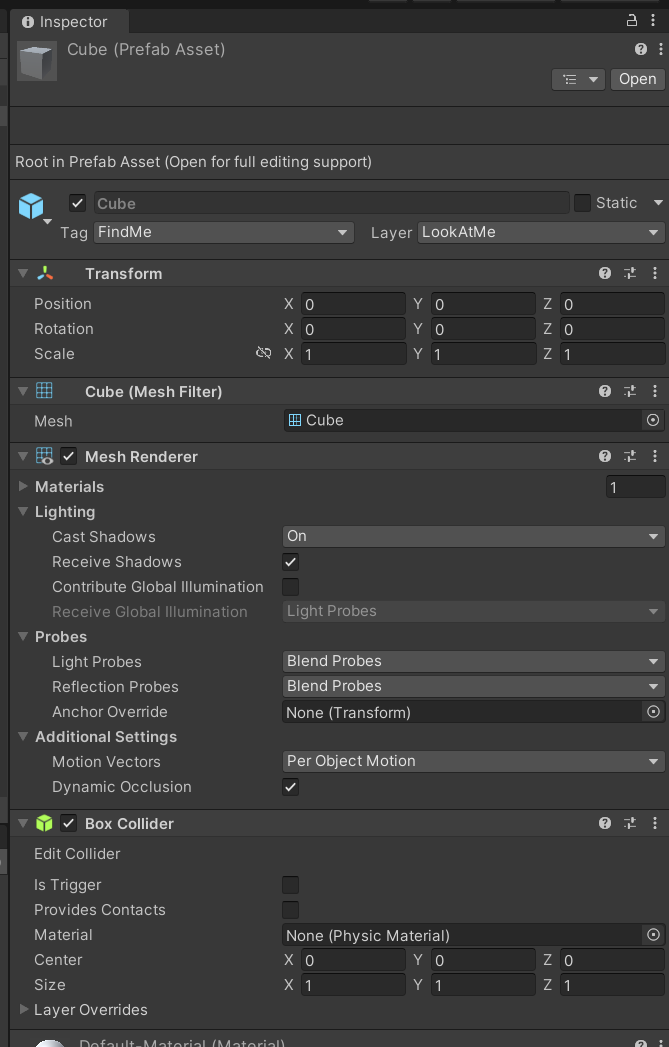 Inspector
Cube (Prefab Asset)
Open
Root in Prefab Asset (Open for full editing support)
Cube Static
Tag FindMe Layer LookAtMe
Transform
Position X 0 Y 0 Z 0
Rotation X 0 Y 0 Z 0
Scale X 1 Y 1 Z 1
Cube (Mesh Filter)
Mesh Cube
Mesh Renderer
Materials 1
Lighting
Cast Shadows On
Receive Shadows
Contribute Global Illumination
Receive Global Illumination Light Probes
Probes
Light Probes Blend Probes
Reflection Probes Blend Probes
Anchor Override None (Transform)
Additional Settings
Motion Vectors Per Object Motion
Dynamic Occlusion
Box Collider
Edit Collider
Is Trigger
Provides Contacts
Material None (Physic Material)
Center X 0 Y 0 Z 0
Size X 1 Y 1 Z 1
Layer Overrides
Default-Material (Material)